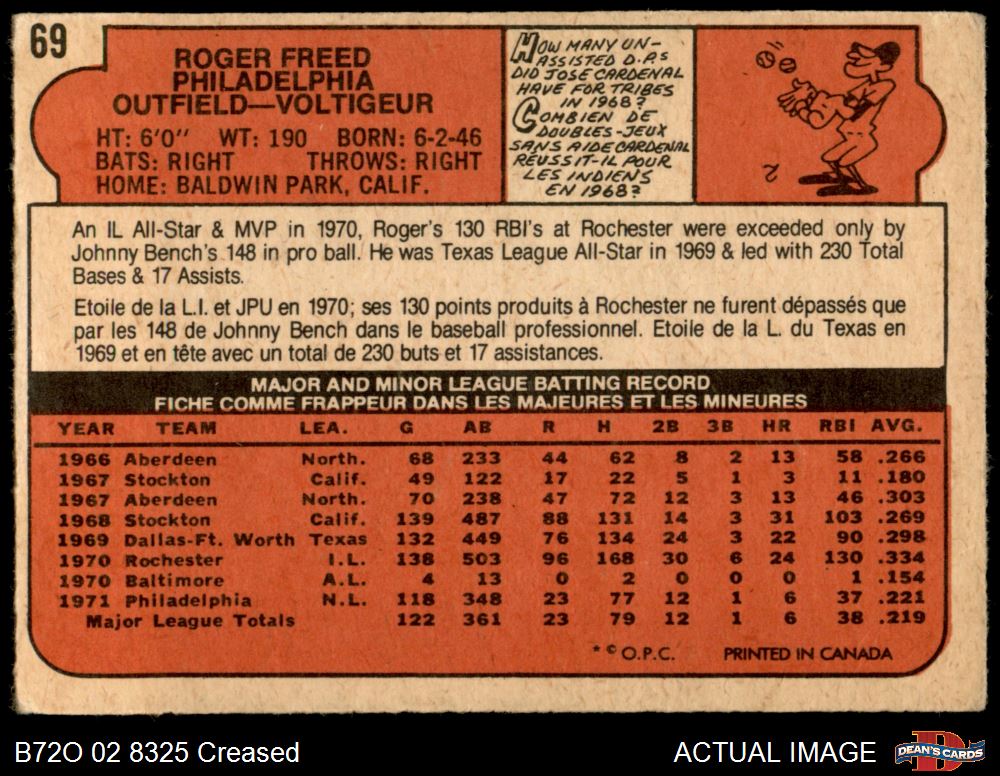 69
ROGER FREED
PHILADELPHIA
OUTFIELD—VOLTIGEUR
HT: 6'0" WT: 190 BORN: 6-2-46
BATS: RIGHT THROWS: RIGHT
HOME: BALDWIN PARK, CALIF.
HOW MANY UN-
ASSISTED D.P.S
DID JOSE CARDENAL
HAVE FOR TRIBES
IN 1968?
COMBIEN DE
DOUBLES-JEUX
SANS AIDE CARDENAL
RÉUSSIT-IL POUR
LES INDIENS
EN 1968?
2
An IL All-Star & MVP in 1970, Roger's 130 RBI's at Rochester were exceeded only by
Johnny Bench's 148 in pro ball. He was Texas League All-Star in 1969 & led with 230 Total
Bases & 17 Assists.
Etoile de la L.I. et JPU en 1970; ses 130 points produits à Rochester ne furent dépassés que
par les 148 de Johnny Bench dans le baseball professionnel. Etoile de la L. du Texas en
1969 et en tête avec un total de 230 buts et 17 assistances.
MAJOR AND MINOR LEAGUE BATTING RECORD
FICHE COMME FRAPPEUR DANS LES MAJEURES ET LES MINEURES
YEAR TEAM LEA. G AB R H 2B 3B HR RBI AVG.
1966 Aberdeen North. 68 233 44 62 8 2 13 58 .266
1967 Stockton Calif. 49 122 17 22 5 1 3 11 .180
1967 Aberdeen North. 70 238 47 72 12 3 13 46 .303
1968 Stockton Calif. 139 487 88 131 14 3 31 103 .269
1969 Dallas-Ft. Worth Texas 132 449 76 134 24 3 22 90 .298
1970 Rochester I.L. 138 503 96 168 30 6 24 130 .334
1970 Baltimore A.L. 4 13 0 2 0 0 0 1 .154
1971 Philadelphia N.L. 118 348 23 77 12 1 6 37 .221
Major League Totals 122 361 23 79 12 1 6 38 .219
* © O.P.C. PRINTED IN CANADA
B72O 02 8325 Creased
ACTUAL IMAGE
D
DEAN'S CARDS